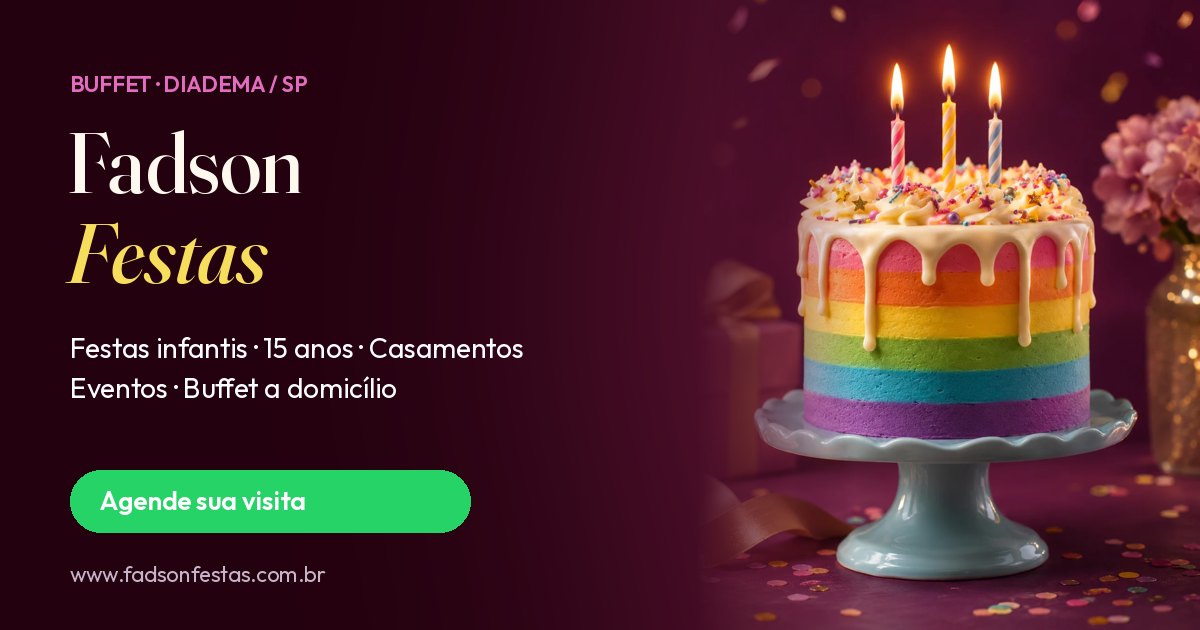 BUFFET · DIADEMA / SP
Fadson
Festas
Festas infantis · 15 anos · Casamentos
Eventos · Buffet a domicílio
Agende sua visita
www.fadsonfestas.com.br